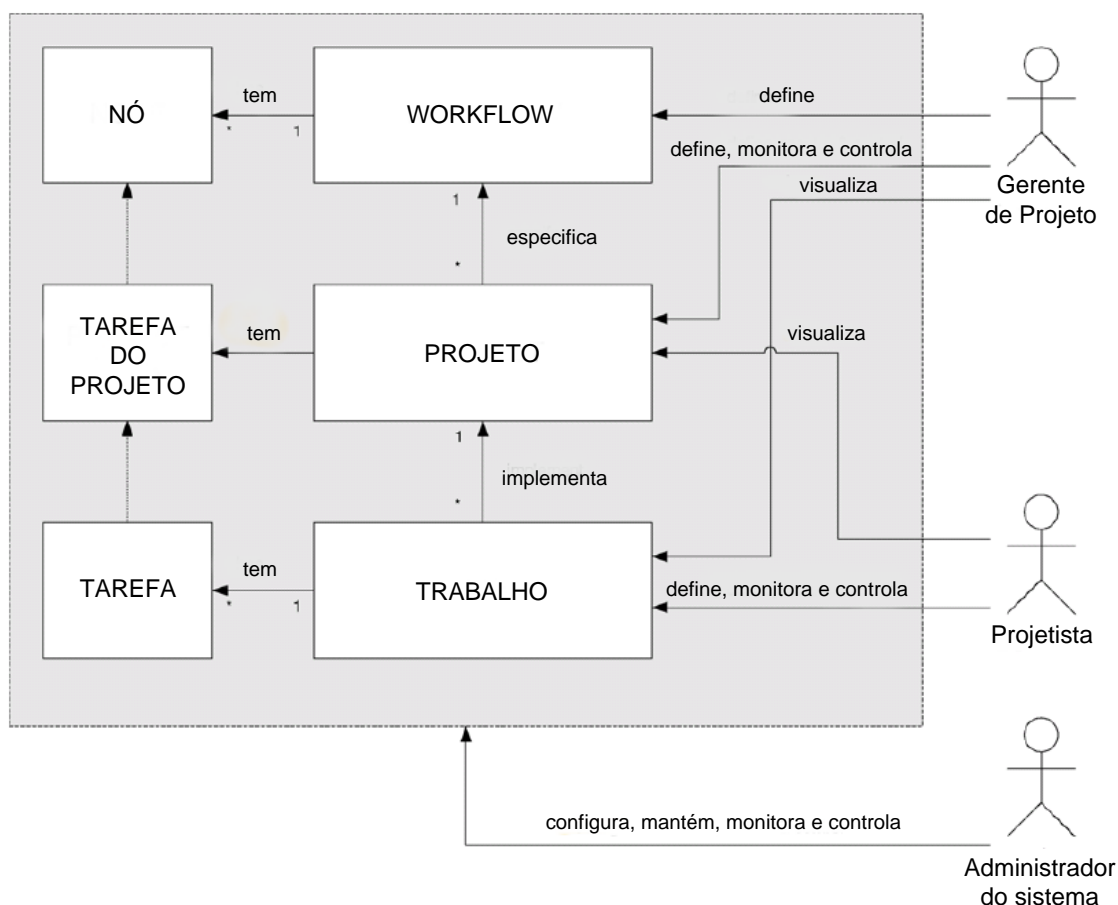 NÓ
tem
*
1
WORKFLOW
define
define, monitora e controla
visualiza
Gerente
de Projeto
1
especifica
*
TAREFA
DO
PROJETO
tem
PROJETO
visualiza
1
implementa
*
TAREFA
tem
*
1
TRABALHO
define, monitora e controla
Projetista
configura, mantém, monitora e controla
Administrador
do sistema